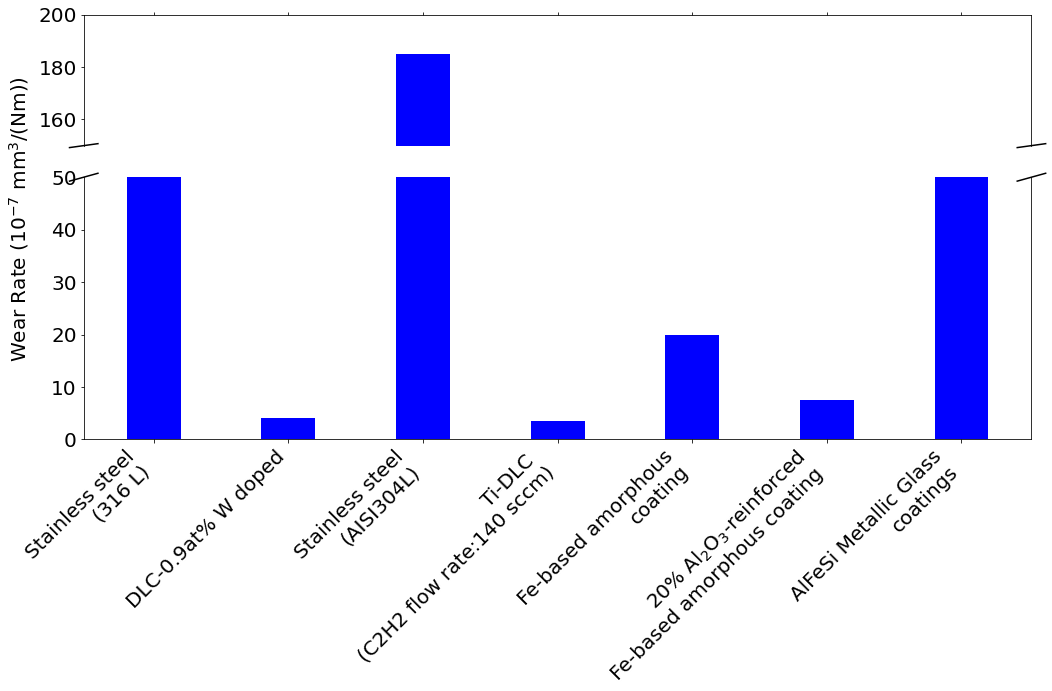 200
180
160
50
40
30
20
10
0
Wear Rate (10⁻⁷ mm³/(Nm))
Stainless steel
(316 L)
DLC-0.9at% W doped
Stainless steel
(AISI304L)
Ti-DLC
(C2H2 flow rate:140 sccm)
Fe-based amorphous
coating
20% Al₂O₃-reinforced
Fe-based amorphous coating
AlFeSi Metallic Glass
coatings